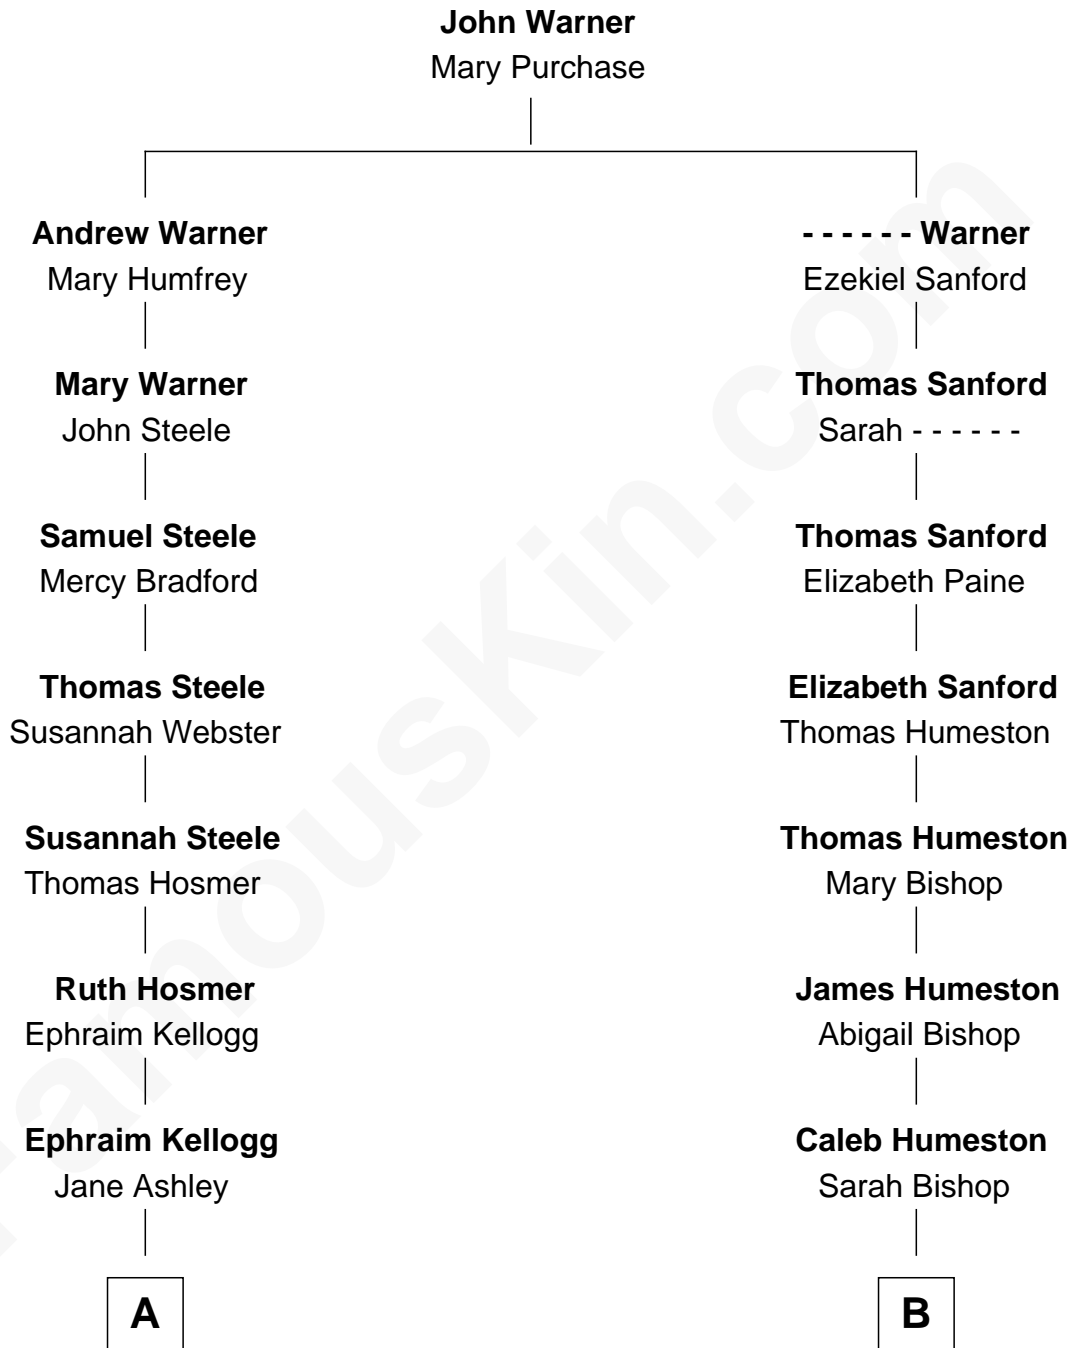 John Warner
Mary Purchase
Andrew Warner
Mary Humfrey
Mary Warner
John Steele
Samuel Steele
Mercy Bradford
Thomas Steele
Susannah Webster
Susannah Steele
Thomas Hosmer
Ruth Hosmer
Ephraim Kellogg
Ephraim Kellogg
Jane Ashley
A
- - - - - - Warner
Ezekiel Sanford
Thomas Sanford
Sarah - - - - - -
Thomas Sanford
Elizabeth Paine
Elizabeth Sanford
Thomas Humeston
Thomas Humeston
Mary Bishop
James Humeston
Abigail Bishop
Caleb Humeston
Sarah Bishop
B
FamousKin.com